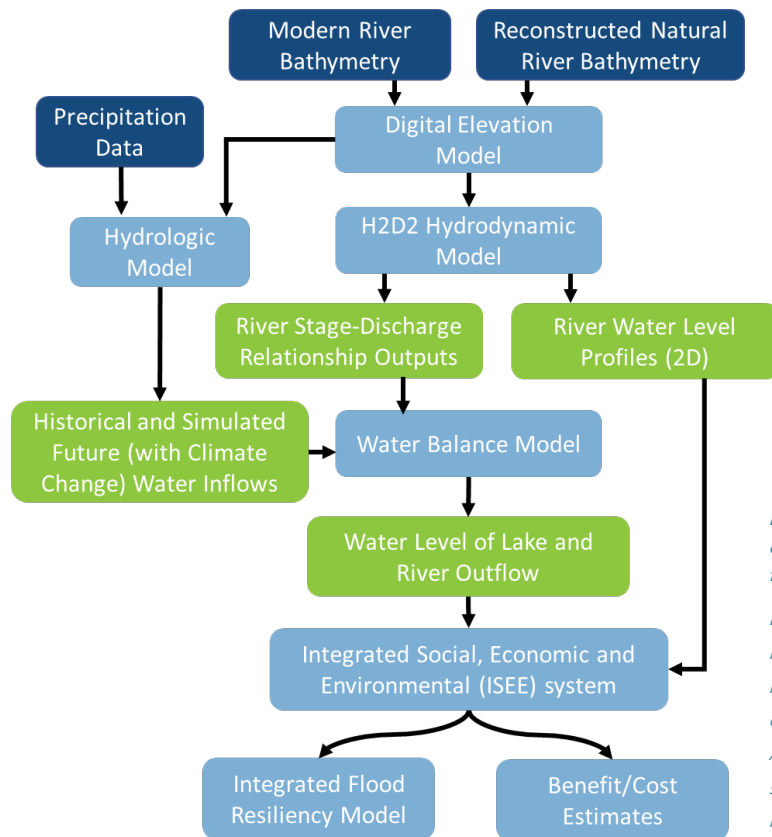 Modern River
Bathymetry
Reconstructed Natural
River Bathymetry
Precipitation
Data
Digital Elevation
Model
Hydrologic
Model
H2D2 Hydrodynamic
Model
River Stage-Discharge
Relationship Outputs
River Water Level
Profiles (2D)
Historical and Simulated
Future (with Climate
Change) Water Inflows
Water Balance Model
Water Level of Lake and
River Outflow
Integrated Social, Economic and
Environmental (ISEE) system
Integrated Flood
Resiliency Model
Benefit/Cost
Estimates